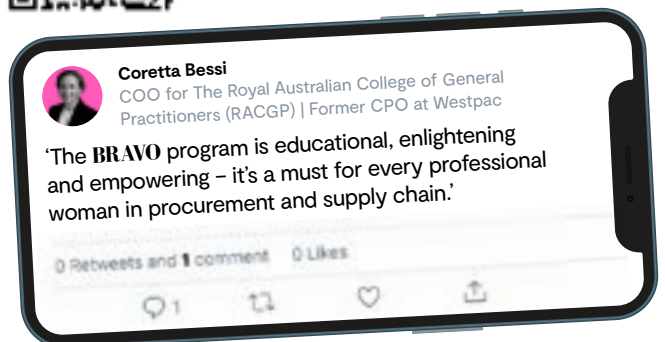 Coretta Bessi
COO for The Royal Australian College of General
Practitioners (RACGP) | Former CPO at Westpac
‘The BRAVO program is educational, enlightening
and empowering – it’s a must for every professional
woman in procurement and supply chain.’
0 Retweets and 1 comment 0 Likes
1